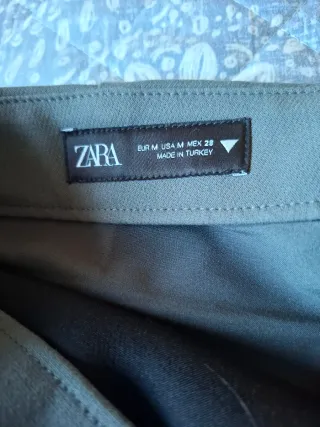 ZARA
EUR M USA M MEX 28
MADE IN TURKEY